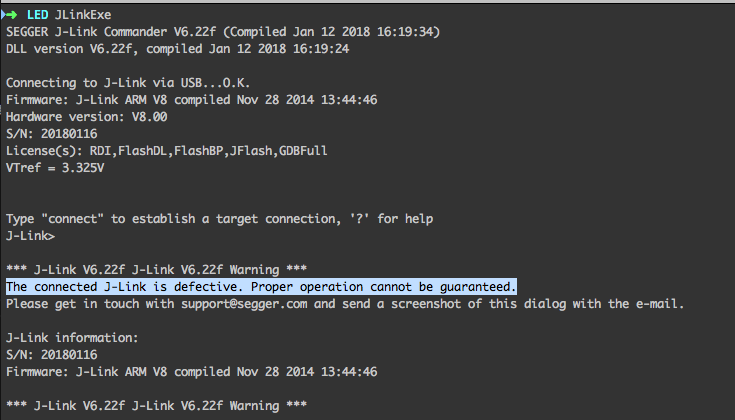 ➜ LED JLinkExe
SEGGER J-Link Commander V6.22f (Compiled Jan 12 2018 16:19:34)
DLL version V6.22f, compiled Jan 12 2018 16:19:24
Connecting to J-Link via USB...O.K.
Firmware: J-Link ARM V8 compiled Nov 28 2014 13:44:46
Hardware version: V8.00
S/N: 20180116
License(s): RDI,FlashDL,FlashBP,JFlash,GDBFull
VTref = 3.325V
Type "connect" to establish a target connection, '?' for help
J-Link>
*** J-Link V6.22f J-Link V6.22f Warning ***
The connected J-Link is defective. Proper operation cannot be guaranteed.
Please get in touch with support@segger.com and send a screenshot of this dialog with the e-mail.
J-Link information:
S/N: 20180116
Firmware: J-Link ARM V8 compiled Nov 28 2014 13:44:46
*** J-Link V6.22f J-Link V6.22f Warning ***